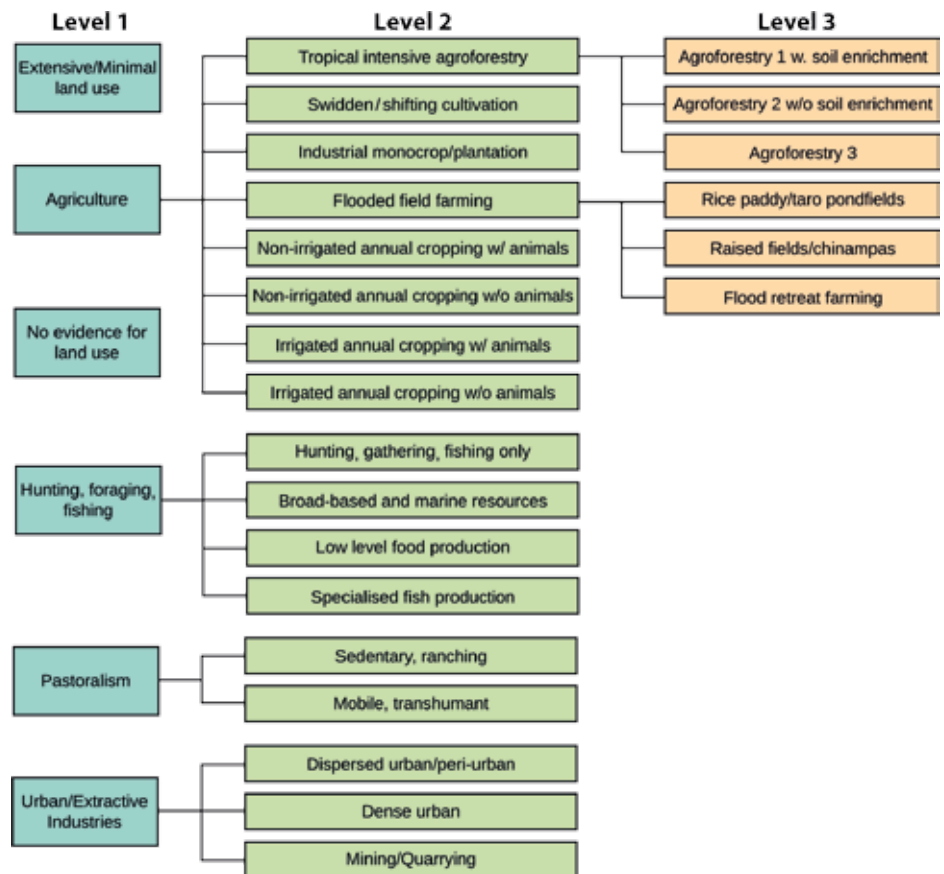 Level 1
Level 2
Level 3
Extensive/Minimal
land use
Agriculture
No evidence for
land use
Hunting, foraging,
fishing
Pastoralism
Urban/Extractive
Industries
Tropical intensive agroforestry
Swidden/shifting cultivation
Industrial monocrop/plantation
Flooded field farming
Non-irrigated annual cropping w/ animals
Non-irrigated annual cropping w/o animals
Irrigated annual cropping w/ animals
Irrigated annual cropping w/o animals
Hunting, gathering, fishing only
Broad-based and marine resources
Low level food production
Specialised fish production
Sedentary, ranching
Mobile, transhumant
Dispersed urban/peri-urban
Dense urban
Mining/Quarrying
Agroforestry 1 w. soil enrichment
Agroforestry 2 w/o soil enrichment
Agroforestry 3
Rice paddy/taro pondfields
Raised fields/chinampas
Flood retreat farming